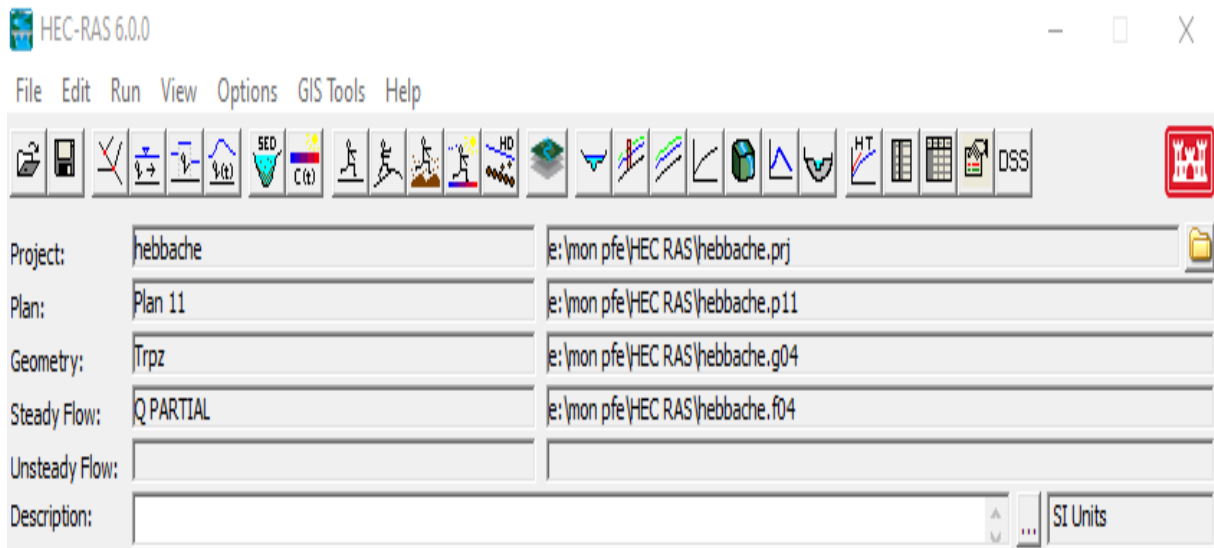 HEC-RAS 6.0.0
File Edit Run View Options GIS Tools Help
SED C(t) HD HT DSS
Project: hebbache e:\mon pfe\HEC RAS\hebbache.prj
Plan: Plan 11 e:\mon pfe\HEC RAS\hebbache.p11
Geometry: Trpz e:\mon pfe\HEC RAS\hebbache.g04
Steady Flow: Q PARTIAL e:\mon pfe\HEC RAS\hebbache.f04
Unsteady Flow:
Description: ... SI Units